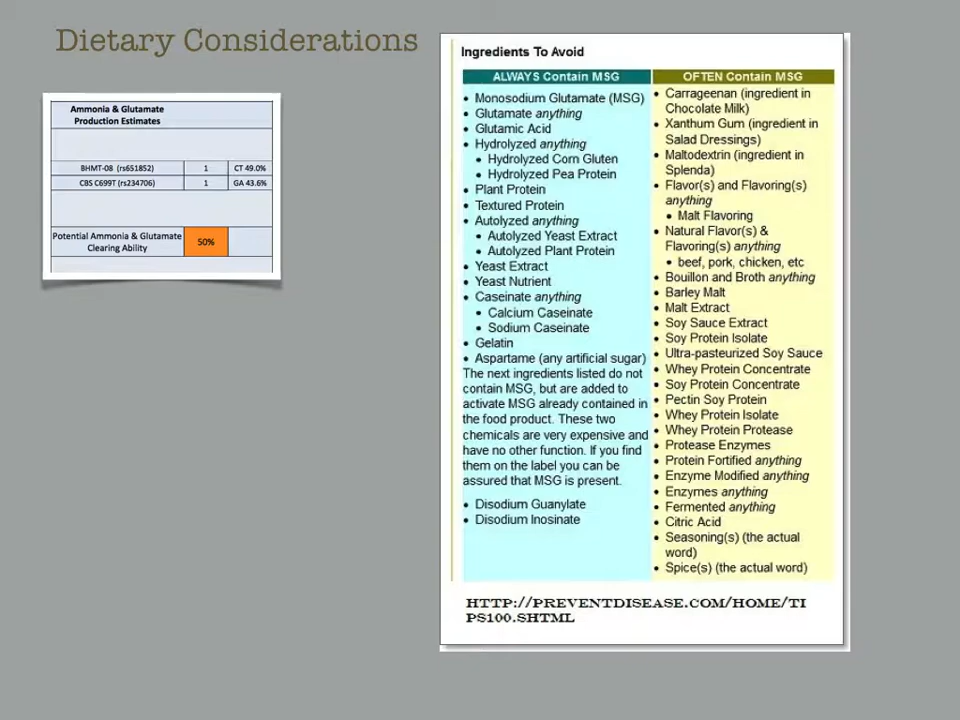 Dietary Considerations
Ammonia & Glutamate
Production Estimates
BHMT-08 (rs651852) 1 CT 49.0%
CBS C699T (rs234706) 1 GA 43.6%
Potential Ammonia & Glutamate
Clearing Ability
50%
Ingredients To Avoid
ALWAYS Contain MSG
• Monosodium Glutamate (MSG)
• Glutamate anything
• Glutamic Acid
• Hydrolyzed anything
• Hydrolyzed Corn Gluten
• Hydrolyzed Pea Protein
• Plant Protein
• Textured Protein
• Autolyzed anything
• Autolyzed Yeast Extract
• Autolyzed Plant Protein
• Yeast Extract
• Yeast Nutrient
• Caseinate anything
• Calcium Caseinate
• Sodium Caseinate
• Gelatin
• Aspartame (any artificial sugar)
The next ingredients listed do not
contain MSG, but are added to
activate MSG already contained in
the food product. These two
chemicals are very expensive and
have no other function. If you find
them on the label you can be
assured that MSG is present.
• Disodium Guanylate
• Disodium Inosinate
OFTEN Contain MSG
• Carrageenan (ingredient in
Chocolate Milk)
• Xanthum Gum (ingredient in
Salad Dressings)
• Maltodextrin (ingredient in
Splenda)
• Flavor(s) and Flavoring(s)
anything
• Malt Flavoring
• Natural Flavor(s) &
Flavoring(s) anything
• beef, pork, chicken, etc
• Bouillon and Broth anything
• Barley Malt
• Malt Extract
• Soy Sauce Extract
• Soy Protein Isolate
• Ultra-pasteurized Soy Sauce
• Whey Protein Concentrate
• Soy Protein Concentrate
• Pectin Soy Protein
• Whey Protein Isolate
• Whey Protein Protease
• Protease Enzymes
• Protein Fortified anything
• Enzyme Modified anything
• Enzymes anything
• Fermented anything
• Citric Acid
• Seasoning(s) (the actual
word)
• Spice(s) (the actual word)
HTTP://PREVENTDISEASE.COM/HOME/TI
PS100.SHTML